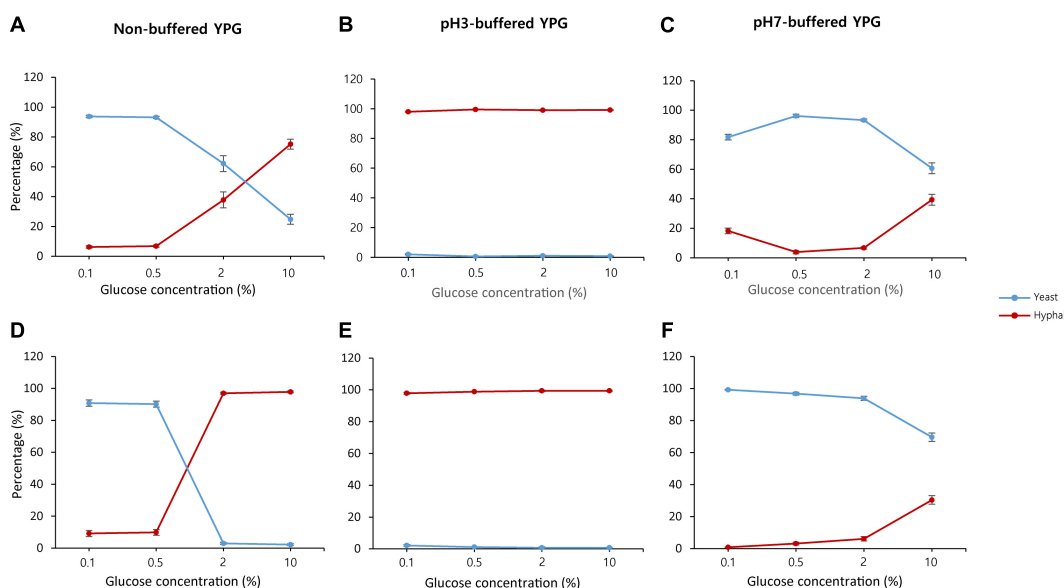 A
Non-buffered YPG
B
pH3-buffered YPG
C
pH7-buffered YPG
Percentage (%)
120
100
80
60
40
20
0
0.1 0.5 2 10
Glucose concentration (%)
120
100
80
60
40
20
0
0.1 0.5 2 10
Glucose concentration (%)
120
100
80
60
40
20
0
0.1 0.5 2 10
Glucose concentration (%)
Yeast
Hypha
D
E
F
Percentage (%)
120
100
80
60
40
20
0
0.1 0.5 2 10
Glucose concentration (%)
120
100
80
60
40
20
0
0.1 0.5 2 10
Glucose concentration (%)
120
100
80
60
40
20
0
0.1 0.5 2 10
Glucose concentration (%)